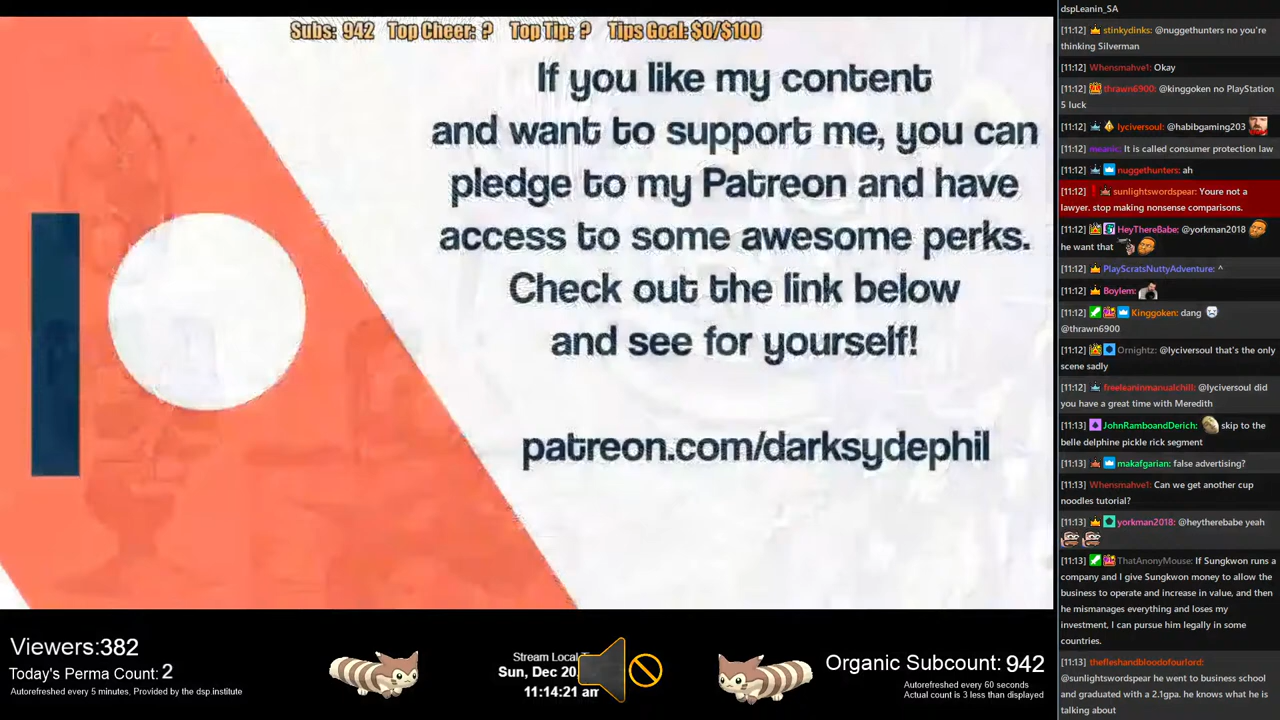 Subs: 942 Top Cheer: ? Top Tip: ? Tips Goal: $0/$100
If you like my content
and want to support me, you can
pledge to my Patreon and have
access to some awesome perks.
Check out the link below
and see for yourself!
patreon.com/darksydephil
Viewers:382
Today's Perma Count: 2
Autorefreshed every 5 minutes, Provided by the dsp.institute
Stream Local T
Sun, Dec 20
11:14:21 am
Organic Subcount: 942
Autorefreshed every 60 seconds
Actual count is 3 less than displayed
dspLeanin_SA
[11:12] stinkydinks: @nuggethunters no you're
thinking Silverman
[11:12] Whensmahve1: Okay
[11:12] thrawn6900: @kinggoken no PlayStation
5 luck
[11:12] lyciversoul: @habibgaming203
[11:12] meanic: It is called consumer protection law
[11:12] nuggethunters: ah
[11:12] sunlightswordspear: Youre not a
lawyer. stop making nonsense comparisons.
[11:12] HeyThereBabe: @yorkman2018
he want that
[11:12] PlayScratsNuttyAdventure: ^
[11:12] Boylem:
[11:12] Kinggoken: dang
@thrawn6900
[11:12] Ornightz: @lyciversoul that's the only
scene sadly
[11:12] freeleaninmanualchill: @lyciversoul did
you have a great time with Meredith
[11:13] JohnRamboandDerich: skip to the
belle delphine pickle rick segment
[11:13] makafgarian: false advertising?
[11:13] Whensmahve1: Can we get another cup
noodles tutorial?
[11:13] yorkman2018: @heytherebabe yeah
[11:13] ThatAnonyMouse: If Sungkwon runs a
company and I give Sungkwon money to allow the
business to operate and increase in value, and then
he mismanages everything and loses my
investment, I can pursue him legally in some
countries.
[11:13] thefleshandbloodofourlord:
@sunlightswordspear he went to business school
and graduated with a 2.1gpa. he knows what he is
talking about